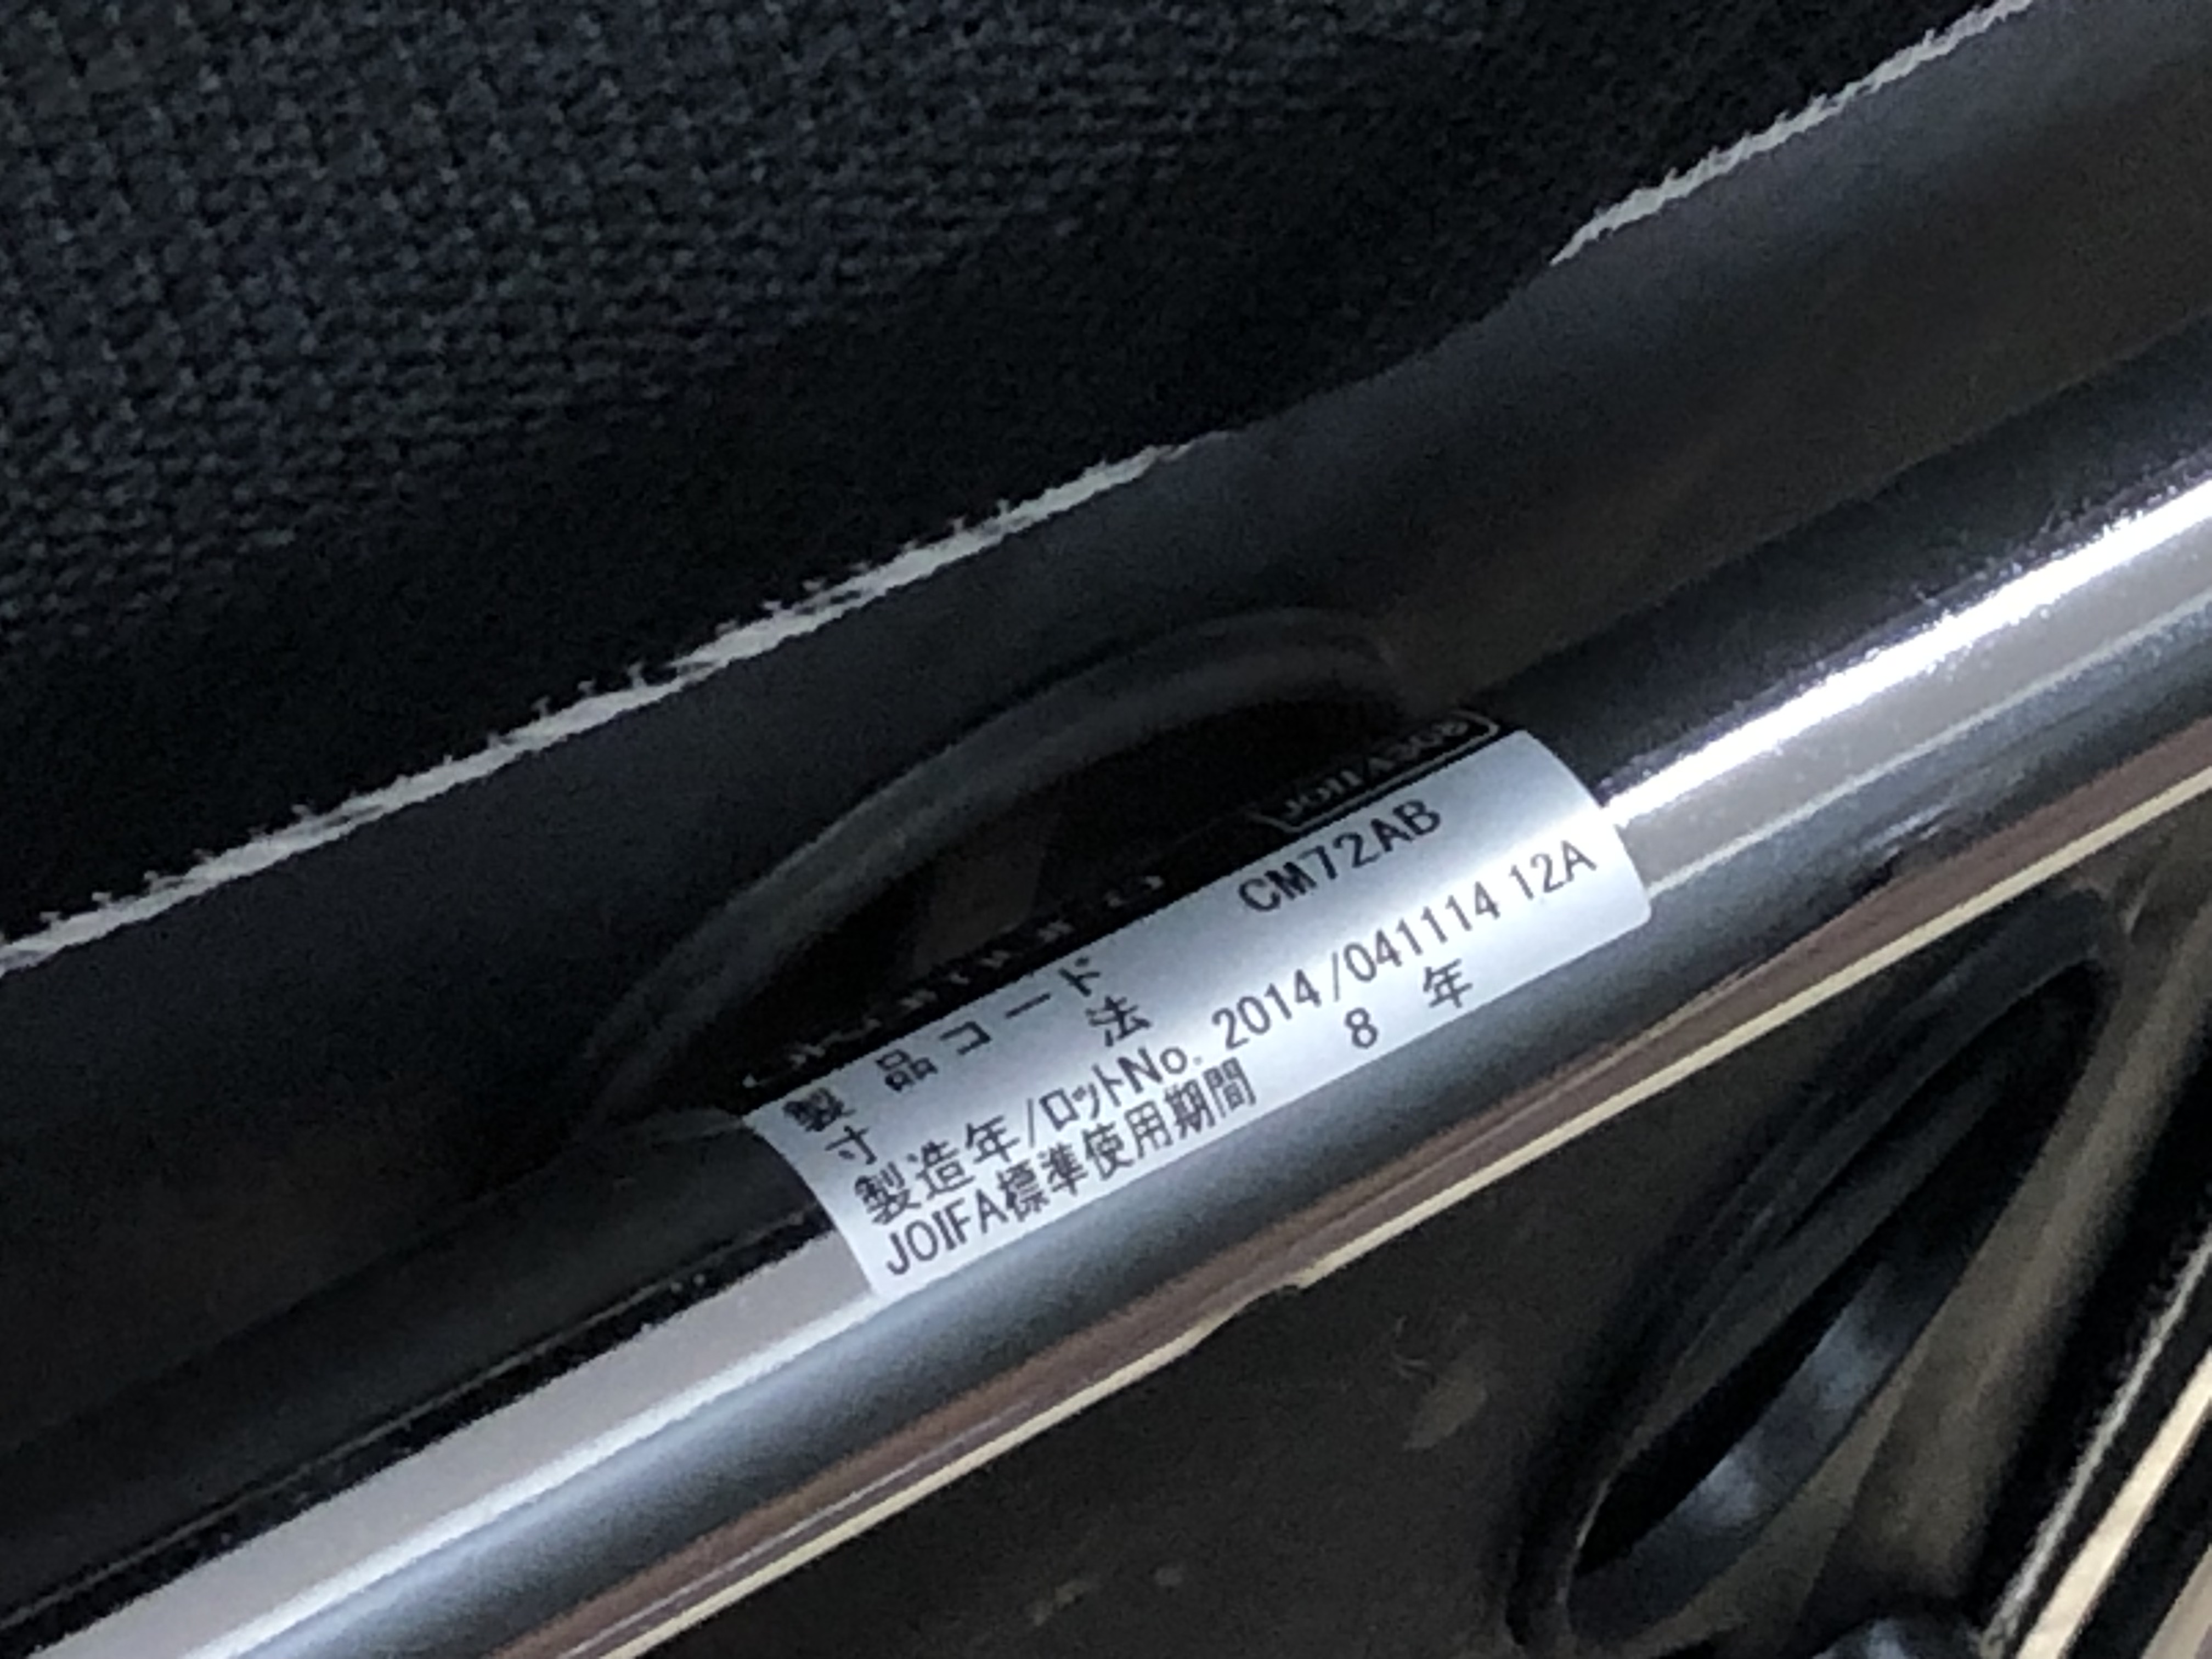 製品コード CM72AB
寸法
製造年/ロットNo. 2014/041114 12A
JOIFA標準使用期間 8 年